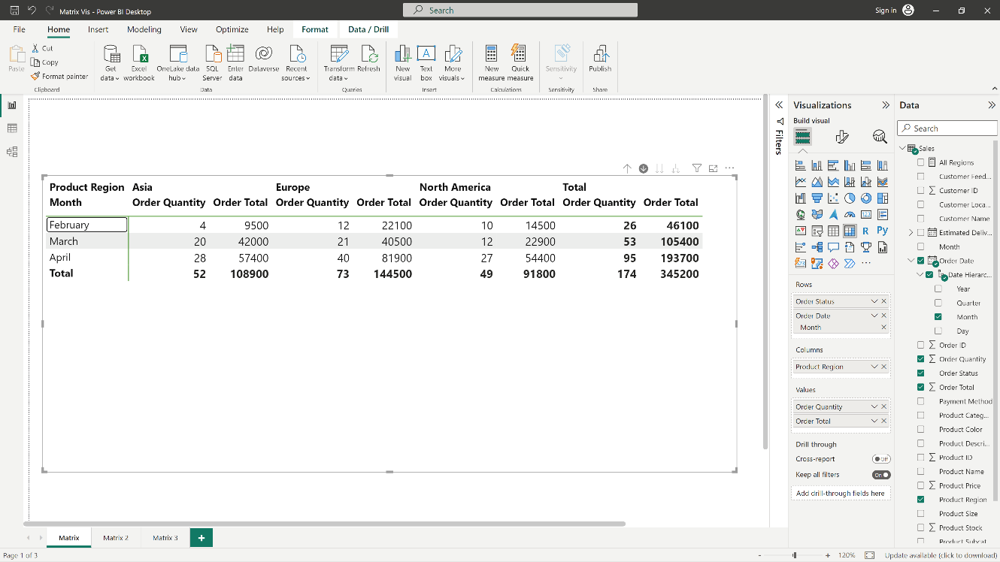 Matrix Vis - Power BI Desktop
Search
Sign in
File Home Insert Modeling View Optimize Help Format Data / Drill
Paste
Cut
Copy
Format painter
Clipboard
Get data
Excel workbook
OneLake data hub
SQL Server
Enter data
Dataverse
Recent sources
Data
Transform data
Refresh
Queries
New visual
Text box
More visuals
Insert
New measure
Quick measure
Calculations
Sensitivity
Sensitivity
Publish
Share
Product Region Asia Europe North America Total
Month Order Quantity Order Total Order Quantity Order Total Order Quantity Order Total Order Quantity Order Total
February 4 9500 12 22100 10 14500 26 46100
March 20 42000 21 40500 12 22900 53 105400
April 28 57400 40 81900 27 54400 95 193700
Total 52 108900 73 144500 49 91800 174 345200
Filters
Visualizations
Build visual
123
R
Py
123
Rows
Order Status
Order Date
Month
Columns
Product Region
Values
Order Quantity
Order Total
Drill through
Cross-report
Off
Keep all filters
On
Add drill-through fields here
Data
Search
Sales
All Regions
Customer Feed...
Customer ID
Customer Loca...
Customer Name
Estimated Deliv...
Month
Order Date
Date Hierarc...
Year
Quarter
Month
Day
Order ID
Order Quantity
Order Status
Order Total
Payment Method
Product Categ...
Product Color
Product Descri...
Product ID
Product Name
Product Price
Product Region
Product Size
Product Stock
Product Subcat
Matrix Matrix 2 Matrix 3 +
Page 1 of 3
- + 120%
Update available (click to download)